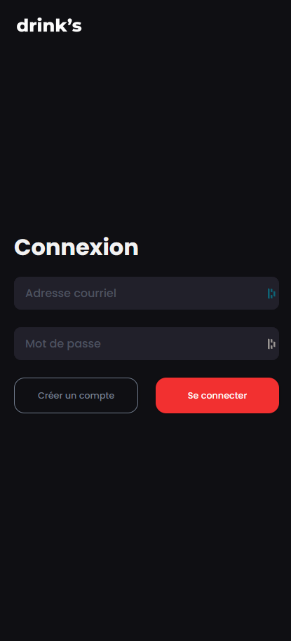 drink's
Connexion
Adresse courriel
Mot de passe
Créer un compte
Se connecter